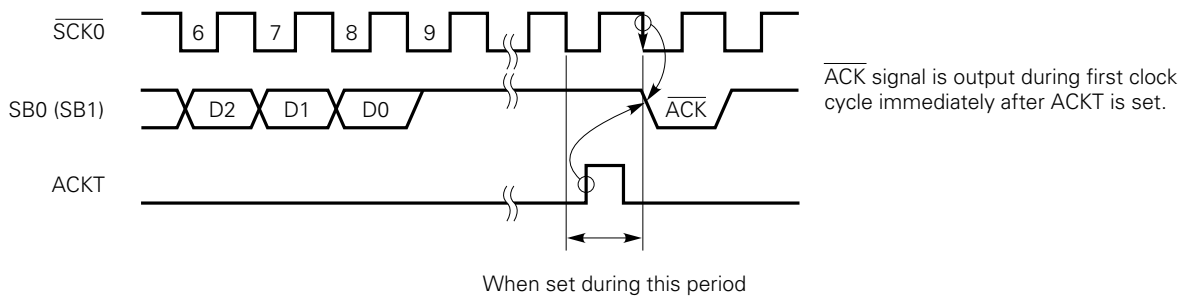 SCK0
6 7 8 9
SB0 (SB1)
D2 D1 D0 ACK
ACK signal is output during first clock
cycle immediately after ACKT is set.
ACKT
When set during this period